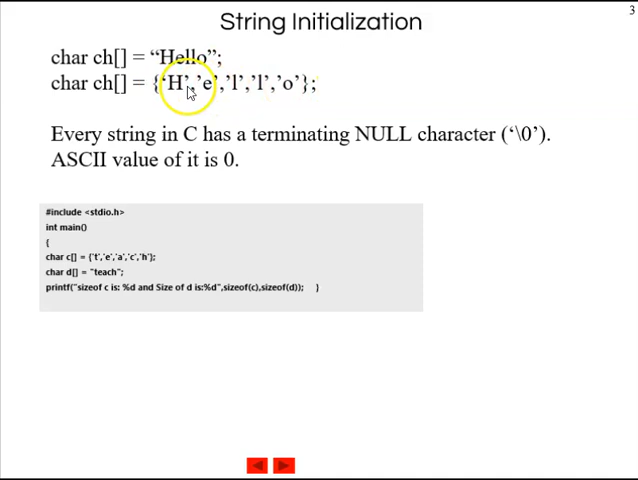 3
String Initialization
char ch[] = “Hello”;
char ch[] = {‘H’,’e’,’l’,’l’,’o’};
Every string in C has a terminating NULL character (‘\0’).
ASCII value of it is 0.
#include <stdio.h>
int main()
{
char c[] = {'t','e','a','c','h'};
char d[] = "teach";
printf("sizeof c is: %d and Size of d is:%d",sizeof(c),sizeof(d)); }